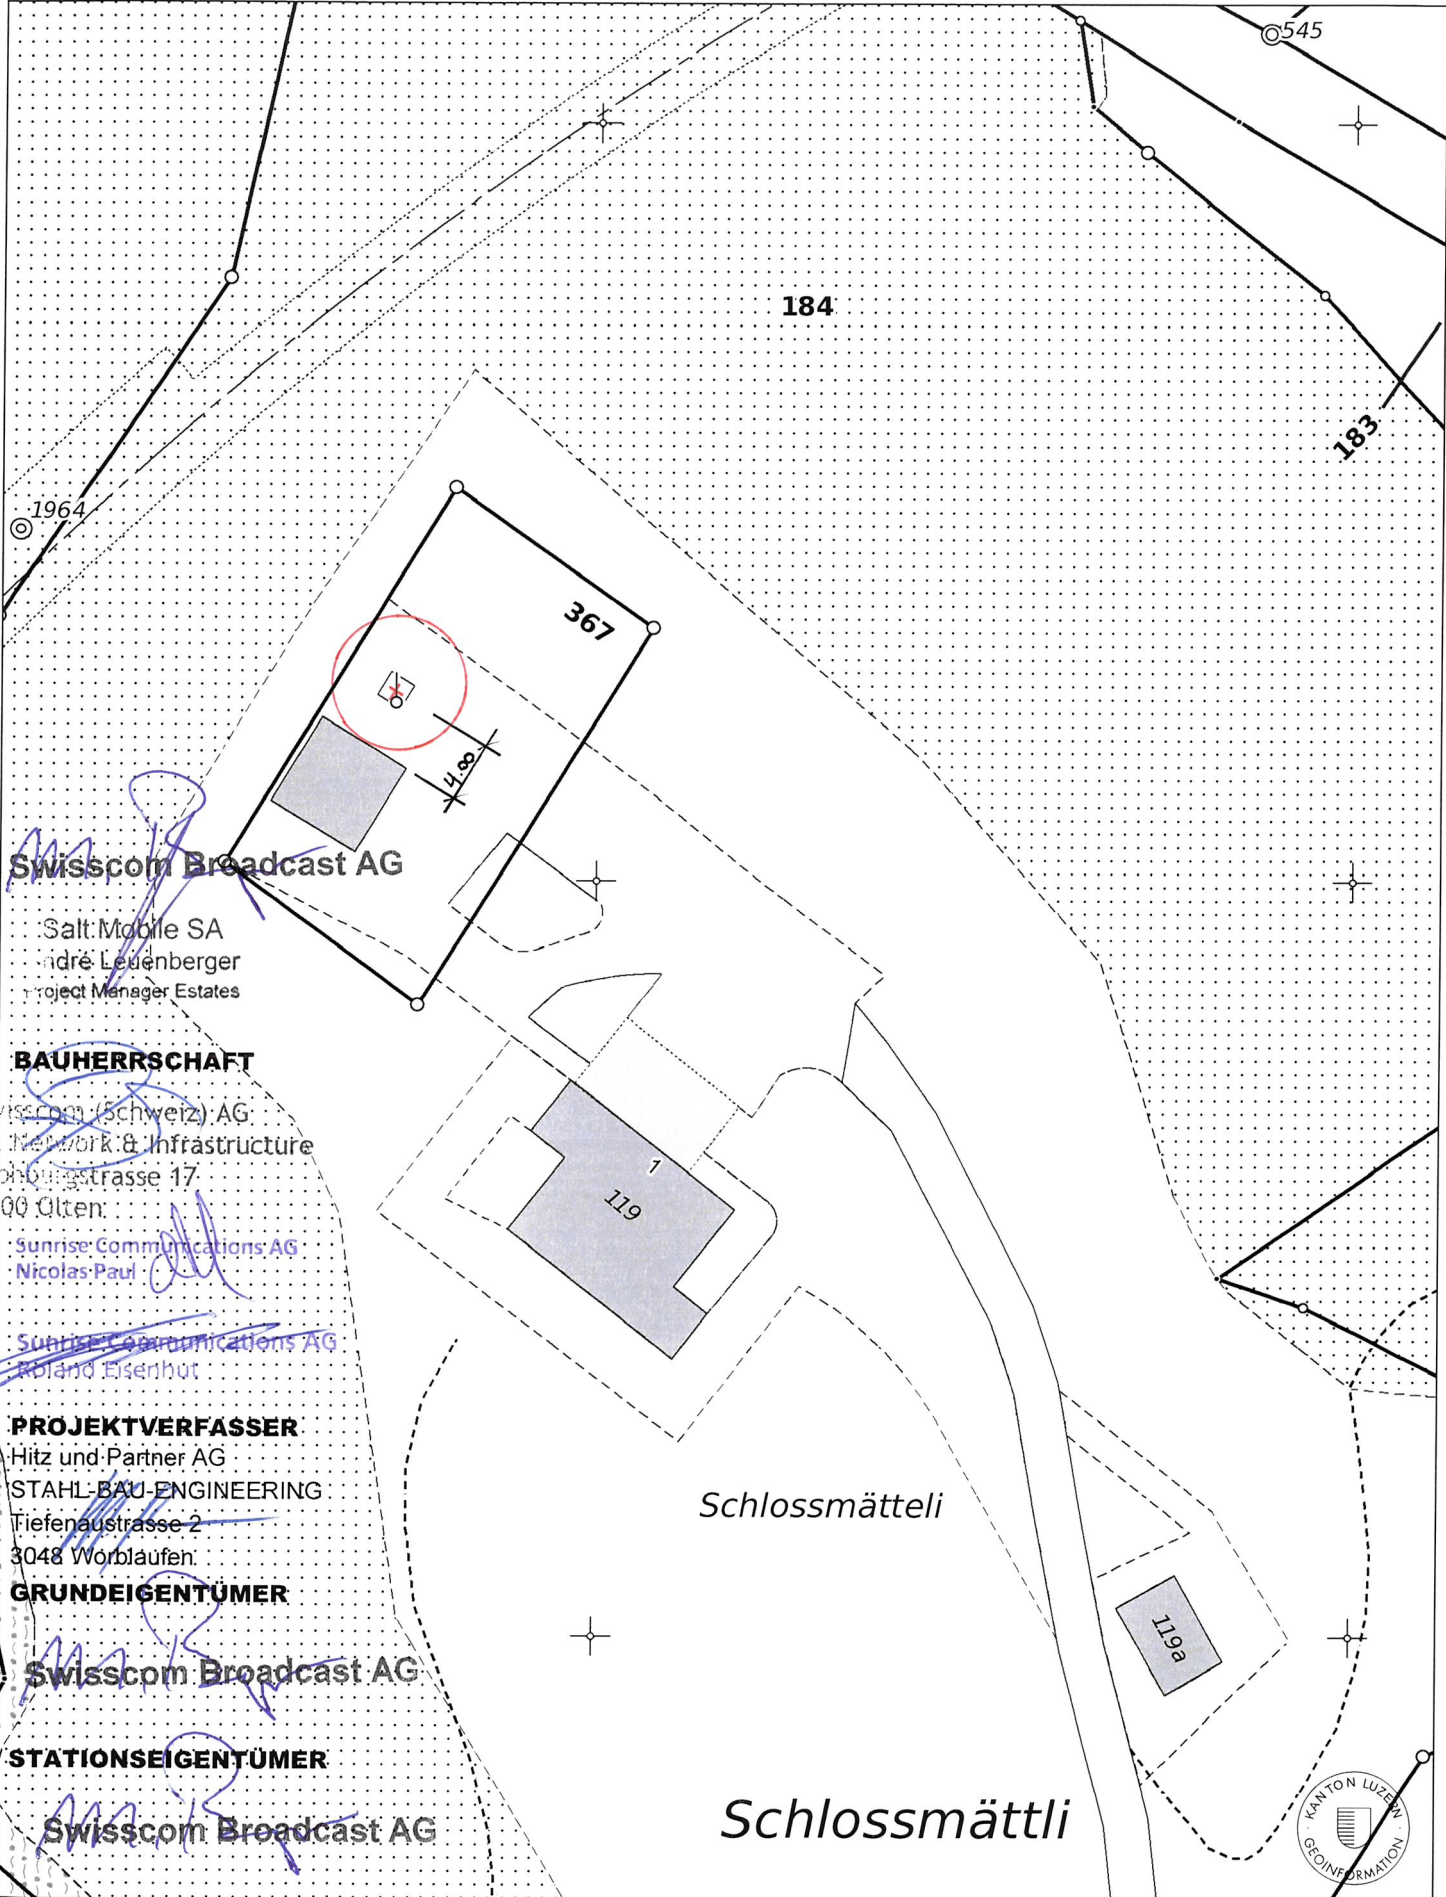 545
184
183
1964
367
4.00
Swisscom Broadcast AG
Salt Mobile SA
Leuenberger
Project Manager Estates
BAUHERRSCHAFT
(Schweiz) AG
Network & Infrastructure
17
Olten
Sunrise Communications AG
Nicolas Paul
Sunrise Communications AG
Roland Eisenhut
1
119
PROJEKTVERFASSER
Hitz und Partner AG
STAHL-BAU-ENGINEERING
Tiefenaustrasse 2
3048 Worblaufen
Schlossmätteli
GRUNDEIGENTÜMER
119a
Swisscom Broadcast AG
STATIONSEIGENTÜMER
Swisscom Broadcast AG
Schlossmättli
KANTON LUZERN
GEOINFORMATION